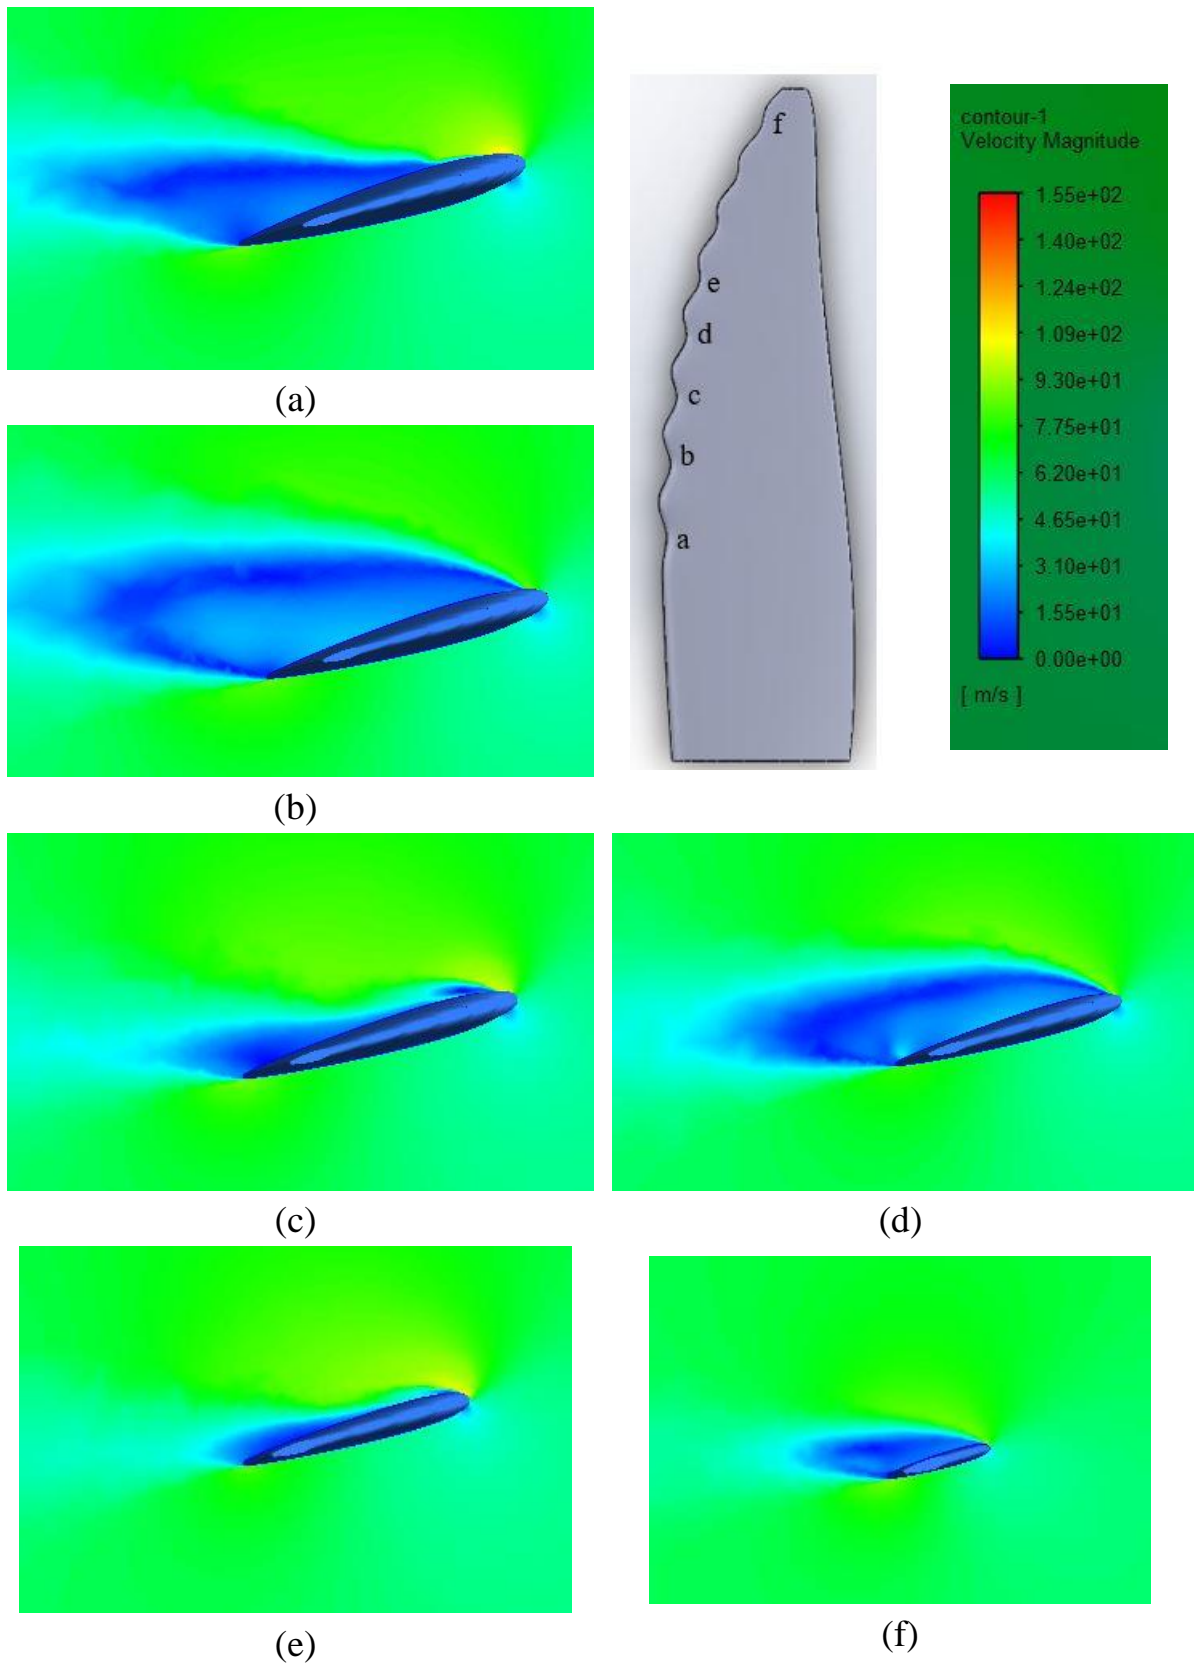 (a)
f
e
d
c
b
a
contour-1
Velocity Magnitude
1.55e+02
1.40e+02
1.24e+02
1.09e+02
9.30e+01
7.75e+01
6.20e+01
4.65e+01
3.10e+01
1.55e+01
0.00e+00
[ m/s ]
(b)
(c)
(d)
(e)
(f)